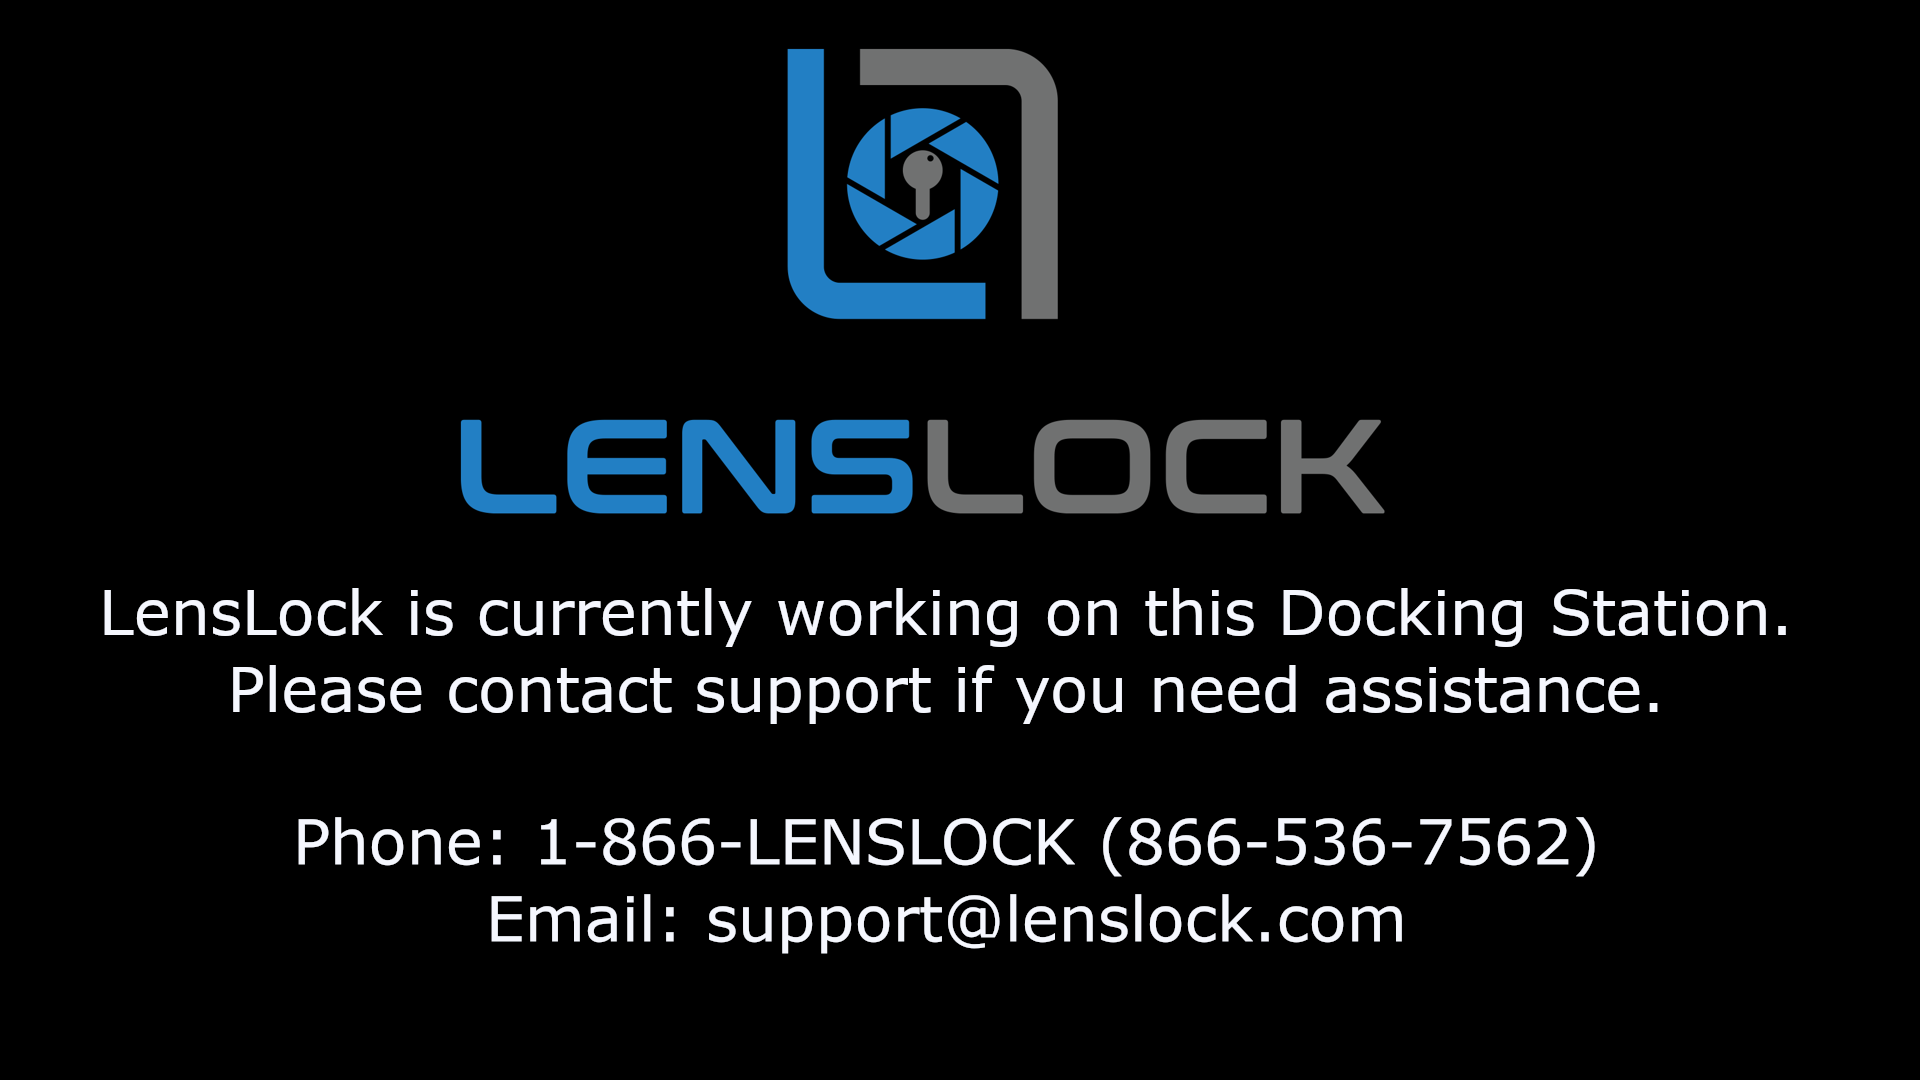 LENSLOCK
LensLock is currently working on this Docking Station.
Please contact support if you need assistance.
Phone: 1-866-LENSLOCK (866-536-7562)
Email: support@lenslock.com